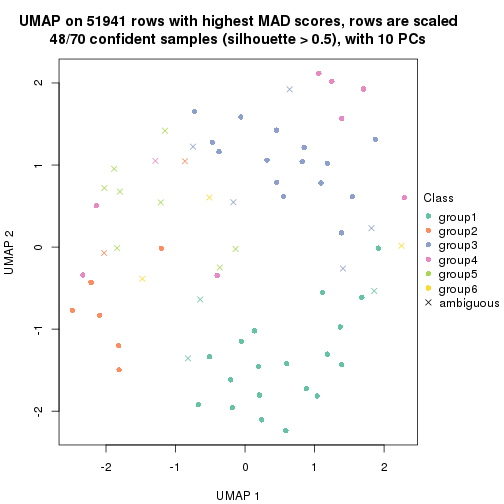 UMAP on 51941 rows with highest MAD scores, rows are scaled
48/70 confident samples (silhouette > 0.5), with 10 PCs
2
1
0
-1
-2
UMAP 2
-2
-1
0
1
2
UMAP 1
Class
group1
group2
group3
group4
group5
group6
ambiguous